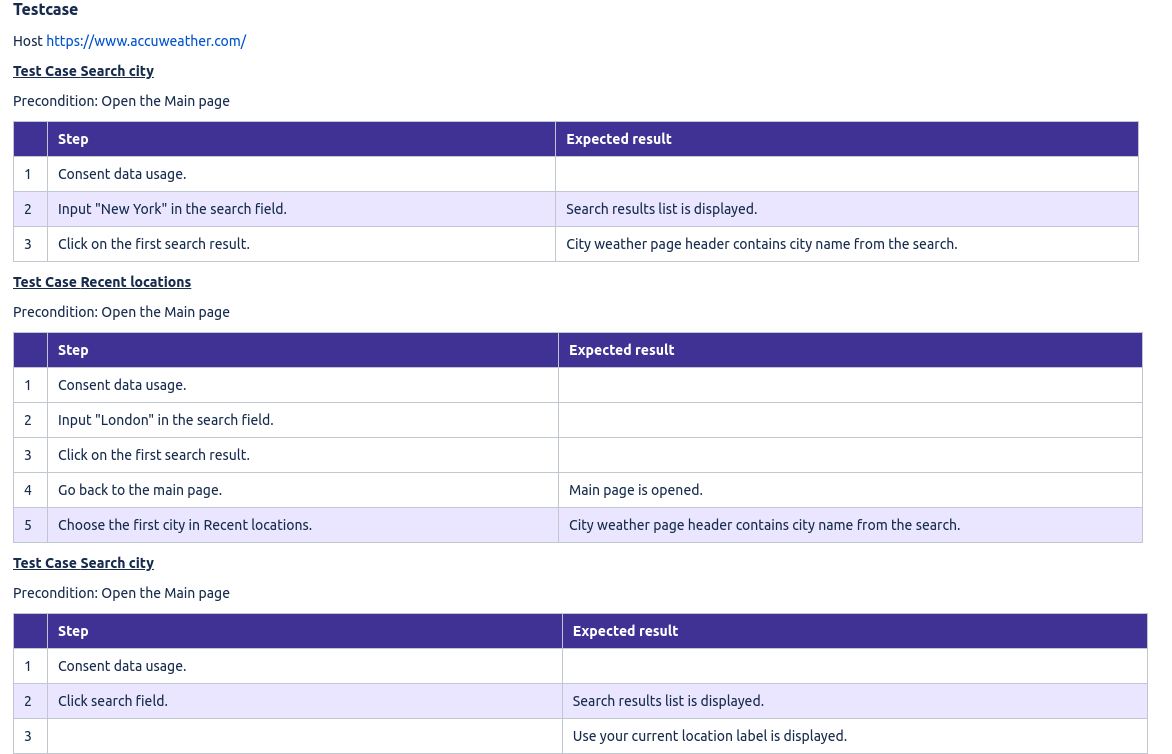 Testcase
Host https://www.accuweather.com/
Test Case Search city
Precondition: Open the Main page
Step Expected result
1 Consent data usage.
2 Input "New York" in the search field. Search results list is displayed.
3 Click on the first search result. City weather page header contains city name from the search.
Test Case Recent locations
Precondition: Open the Main page
Step Expected result
1 Consent data usage.
2 Input "London" in the search field.
3 Click on the first search result.
4 Go back to the main page. Main page is opened.
5 Choose the first city in Recent locations. City weather page header contains city name from the search.
Test Case Search city
Precondition: Open the Main page
Step Expected result
1 Consent data usage.
2 Click search field. Search results list is displayed.
3 Use your current location label is displayed.